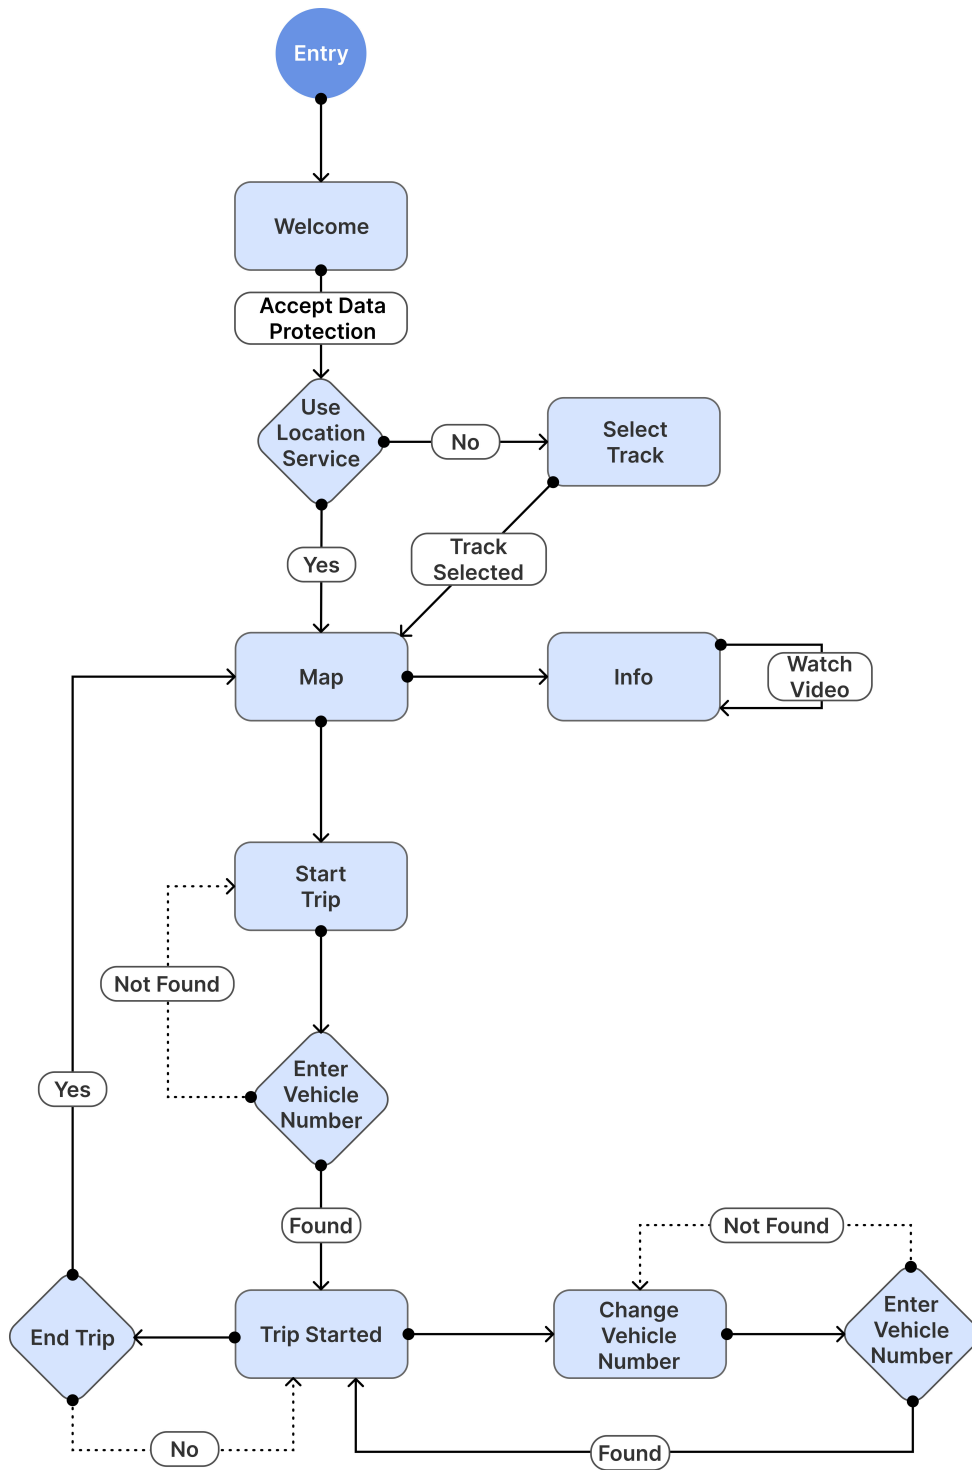 Entry
Welcome
Accept Data
Protection
Use
Location
Service
No
Select
Track
Track
Selected
Yes
Map
Info
Watch
Video
Start
Trip
Not Found
Enter
Vehicle
Number
Yes
Found
Not Found
End Trip
Trip Started
Change
Vehicle
Number
Enter
Vehicle
Number
No
Found